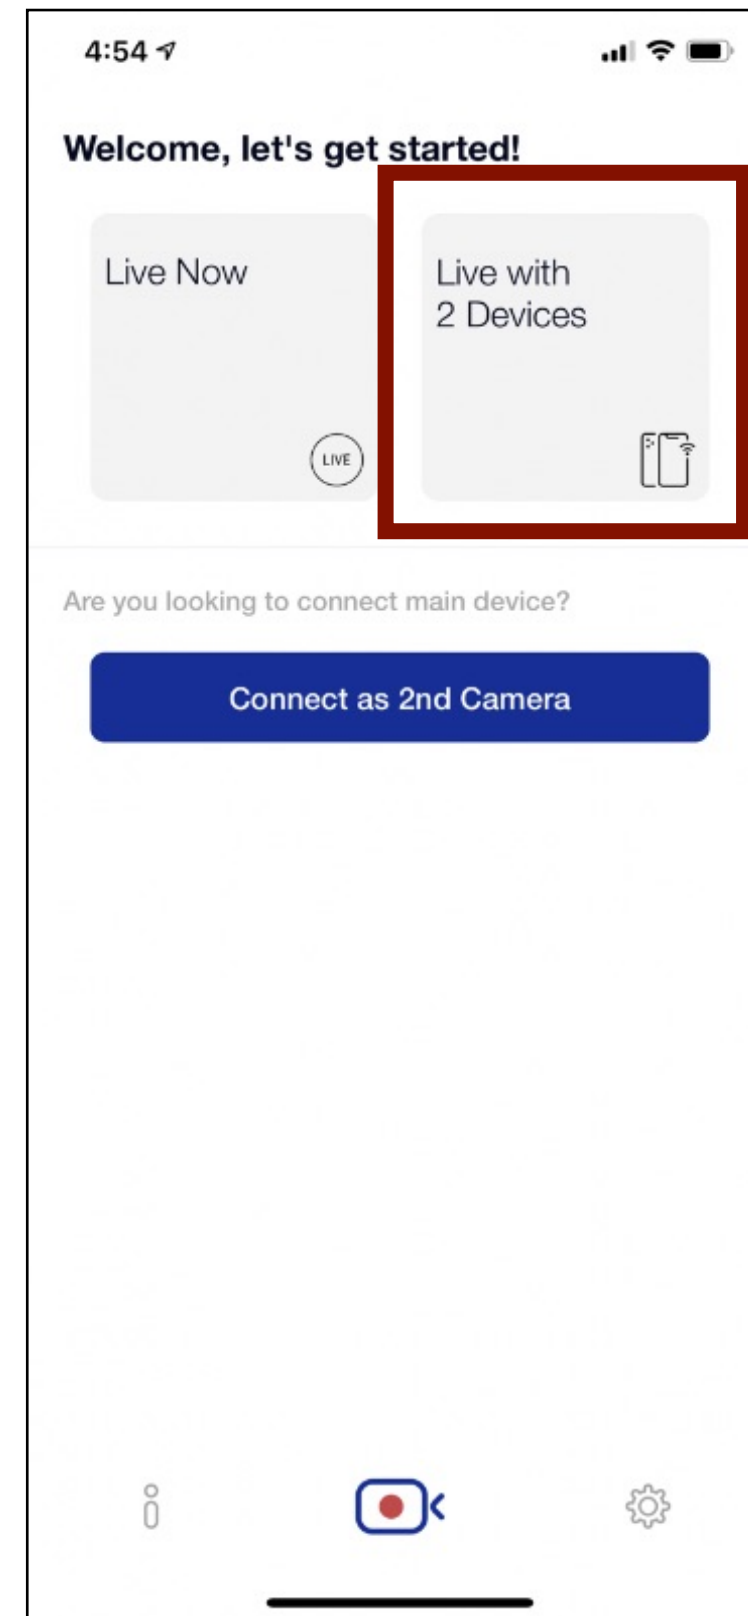 4:54
Welcome, let's get started!
Live Now
LIVE
Live with
2 Devices
Are you looking to connect main device?
Connect as 2nd Camera